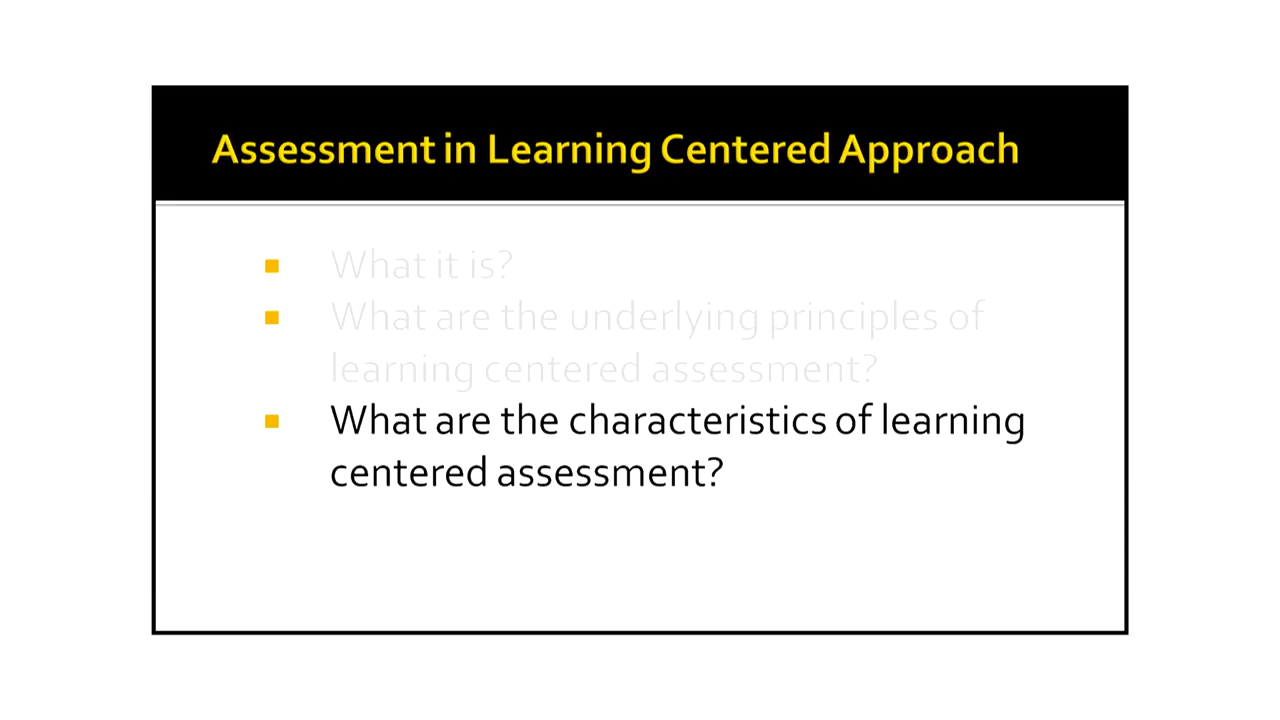 Assessment in Learning Centered Approach
What it is?
What are the underlying principles of
learning centered assessment?
What are the characteristics of learning
centered assessment?